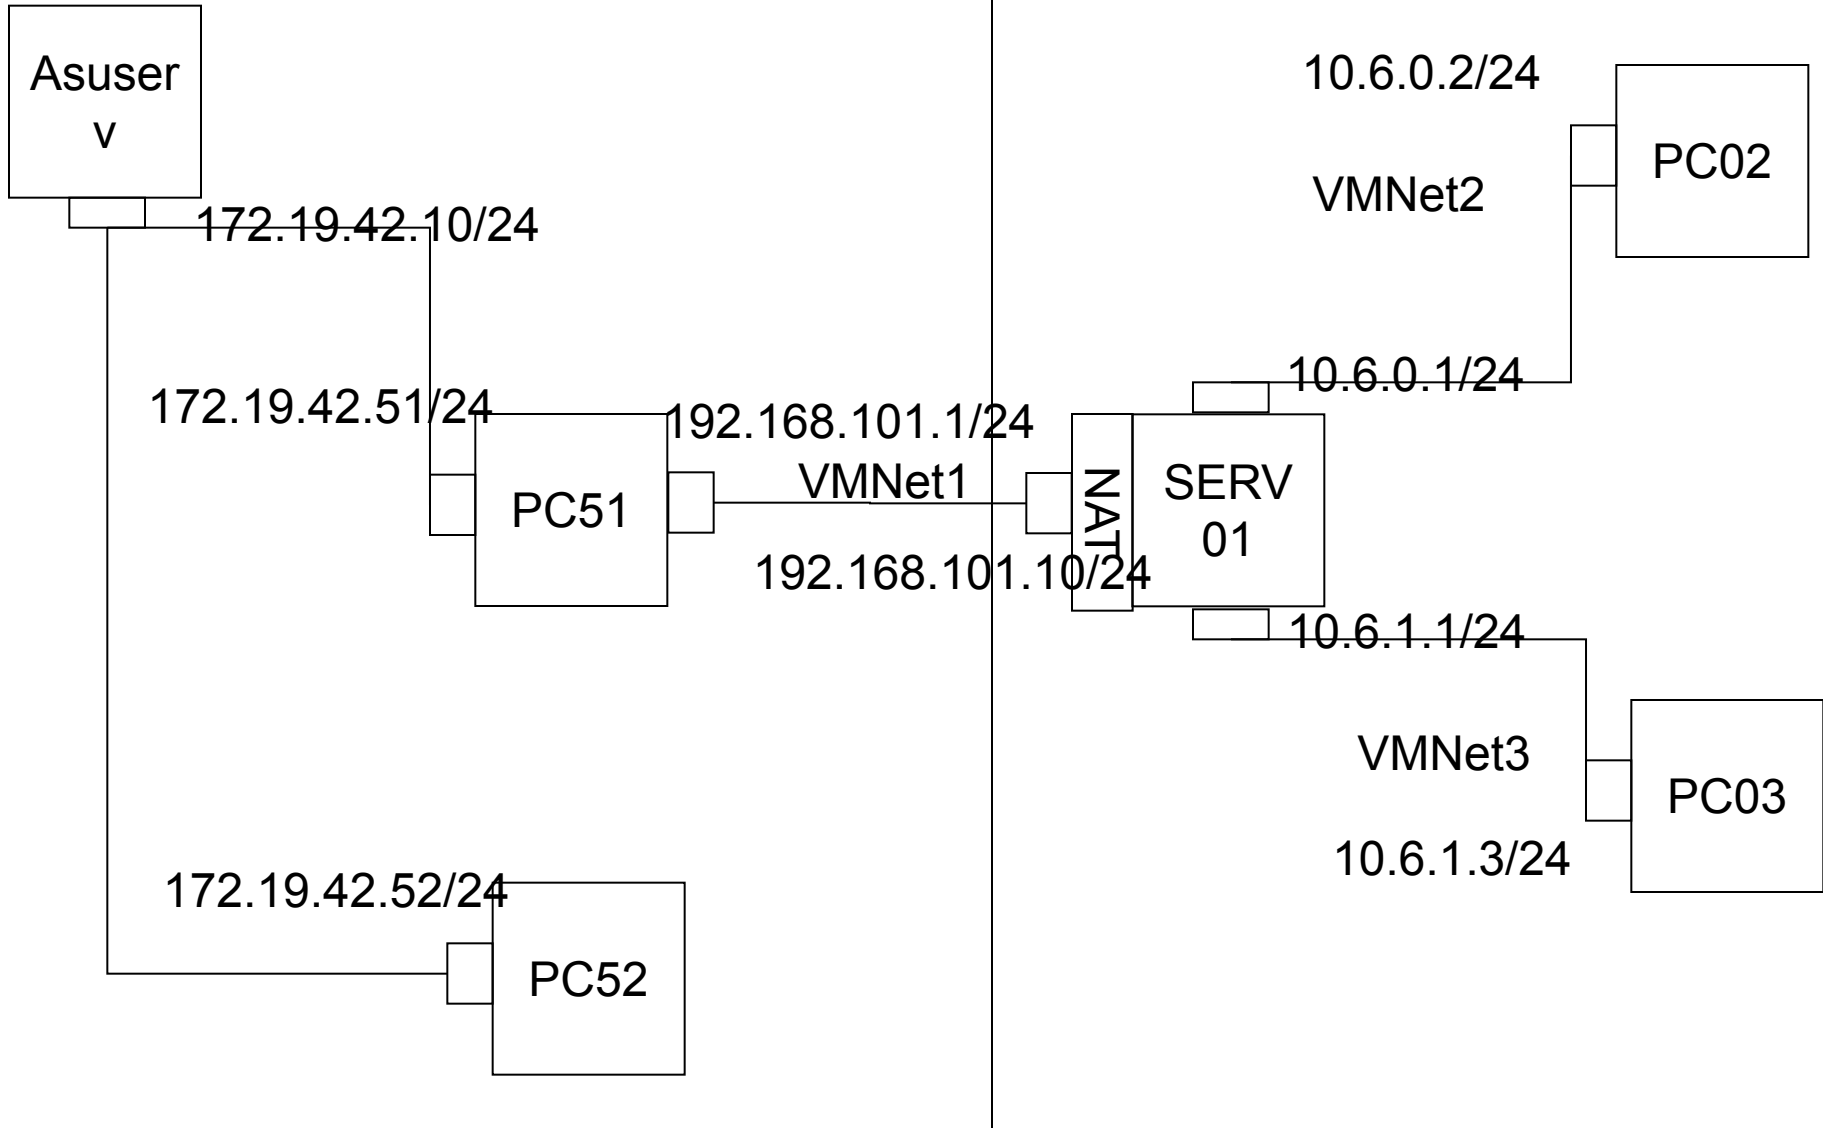 Asuser
v
10.6.0.2/24
PC02
VMNet2
172.19.42.10/24
10.6.0.1/24
172.19.42.51/24
192.168.101.1/24
VMNet1
PC51
NAT
SERV
01
192.168.101.10/24
10.6.1.1/24
VMNet3
PC03
10.6.1.3/24
172.19.42.52/24
PC52